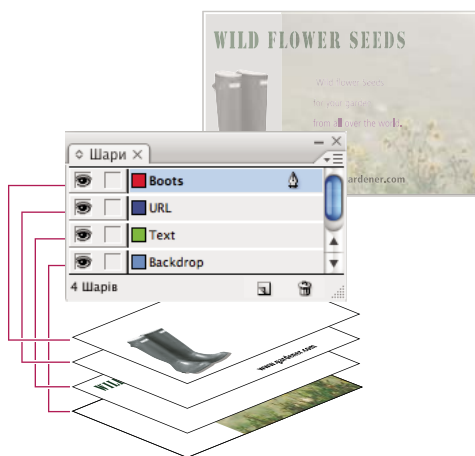 WILD FLOWER SEEDS
Wild flower seeds
for your garden
from all over the world.
ardener.com
Шари
Boots
URL
Text
Backdrop
4 Шарів
www.gardener.com
WILD